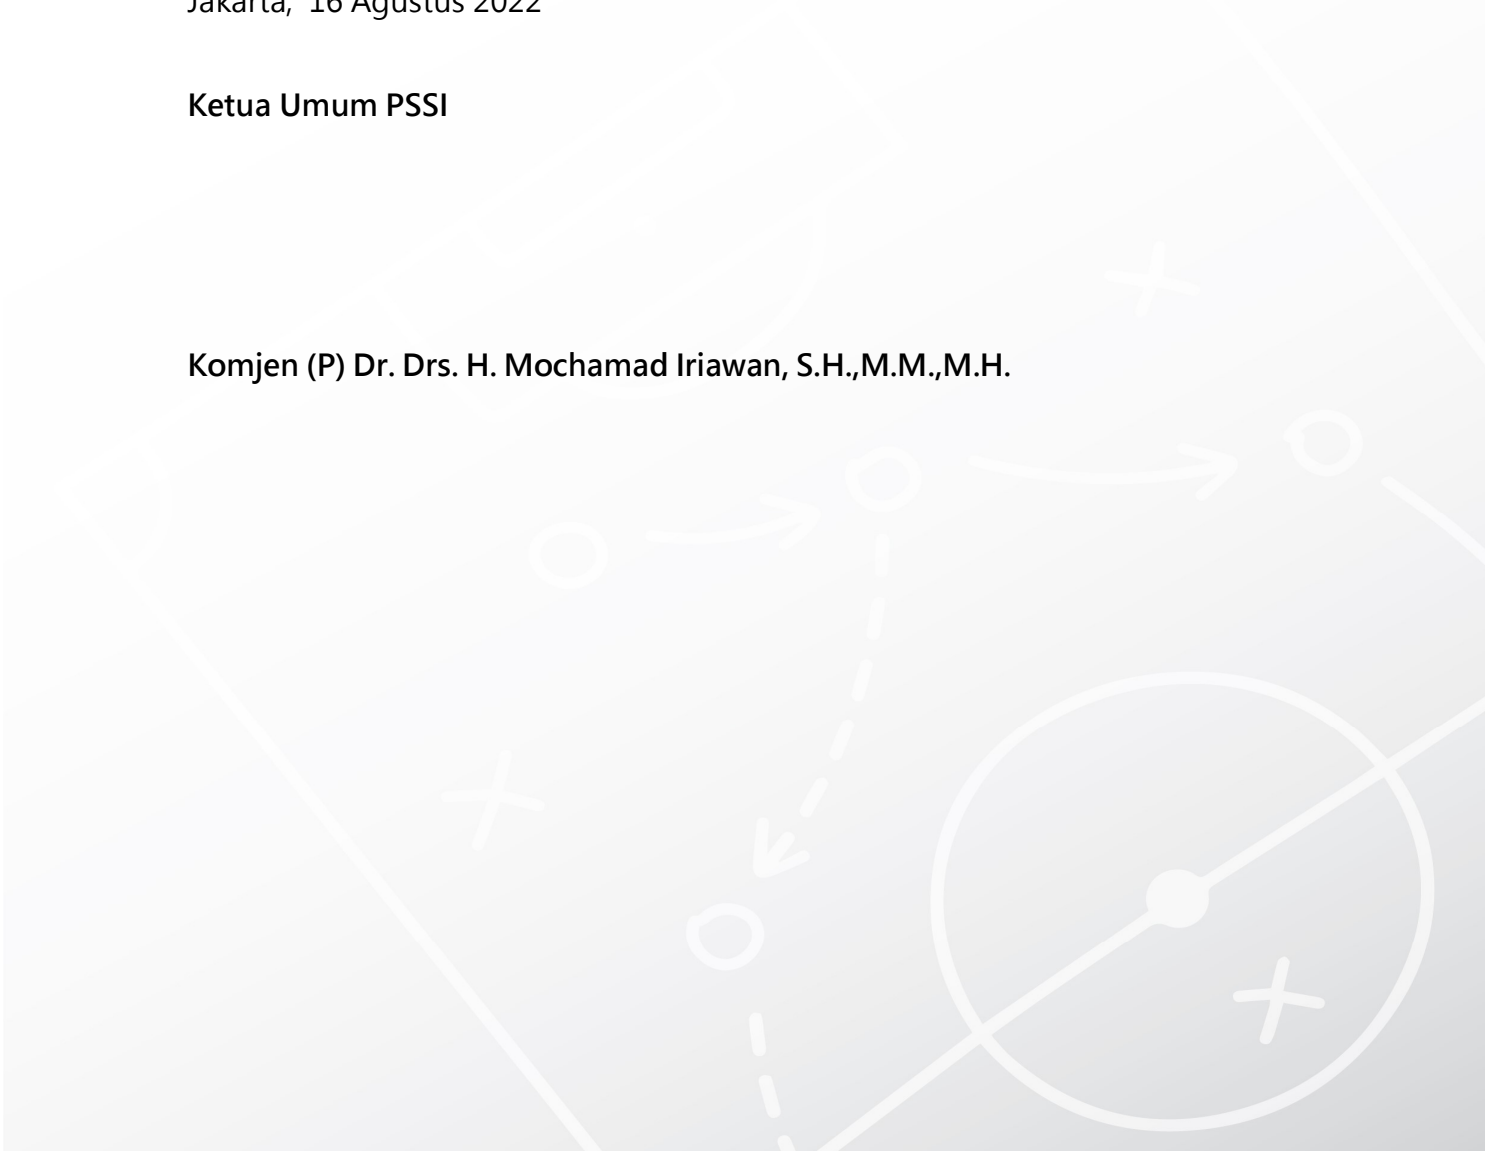 Jakarta,  16 Agustus 2022
Ketua Umum PSSI
Komjen (P) Dr. Drs. H. Mochamad Iriawan, S.H.,M.M.,M.H.